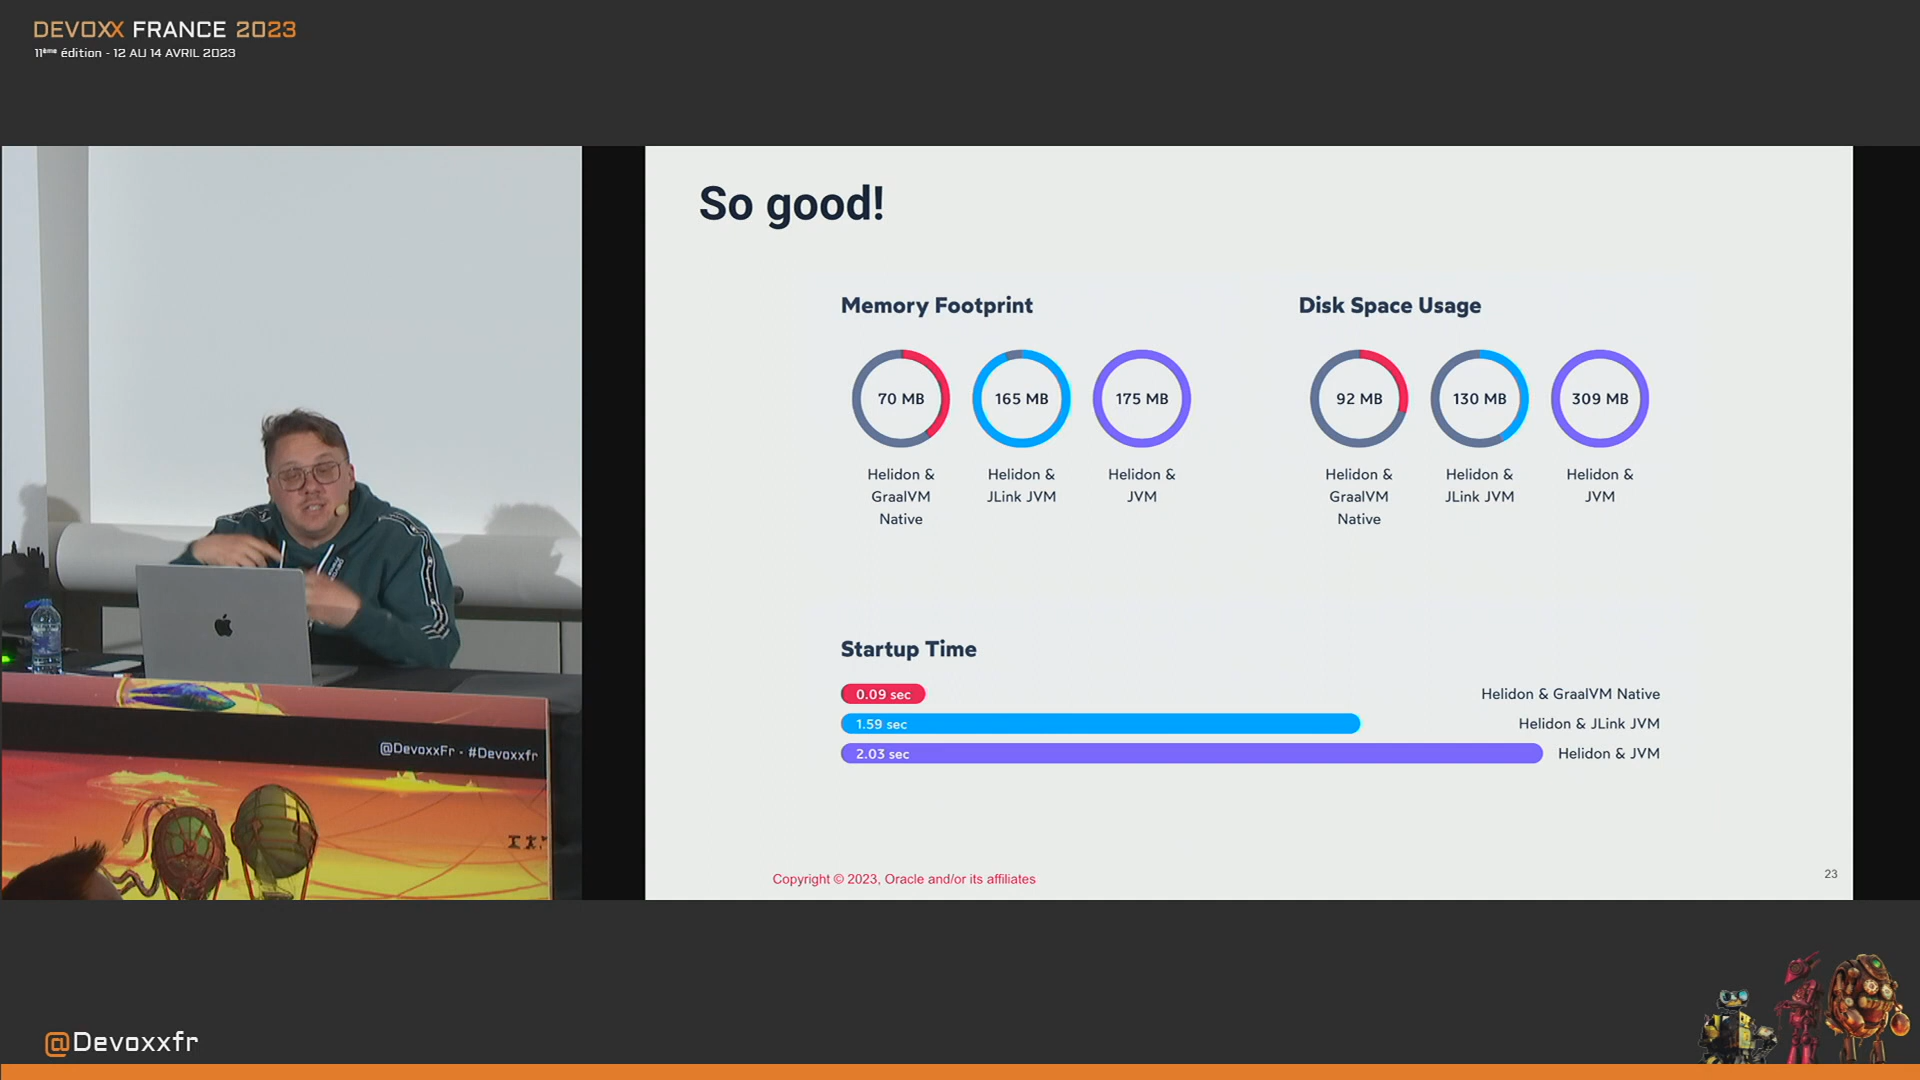 DEVOXX FRANCE 2023
11ème édition - 12 AU 14 AVRIL 2023
@DevoxxFr - #Devoxxfr
So good!
Memory Footprint
70 MB
165 MB
175 MB
Helidon &
GraalVM
Native
Helidon &
JLink JVM
Helidon &
JVM
Disk Space Usage
92 MB
130 MB
309 MB
Helidon &
GraalVM
Native
Helidon &
JLink JVM
Helidon &
JVM
Startup Time
0.09 sec
Helidon & GraalVM Native
1.59 sec
Helidon & JLink JVM
2.03 sec
Helidon & JVM
Copyright © 2023, Oracle and/or its affiliates
23
@Devoxxfr